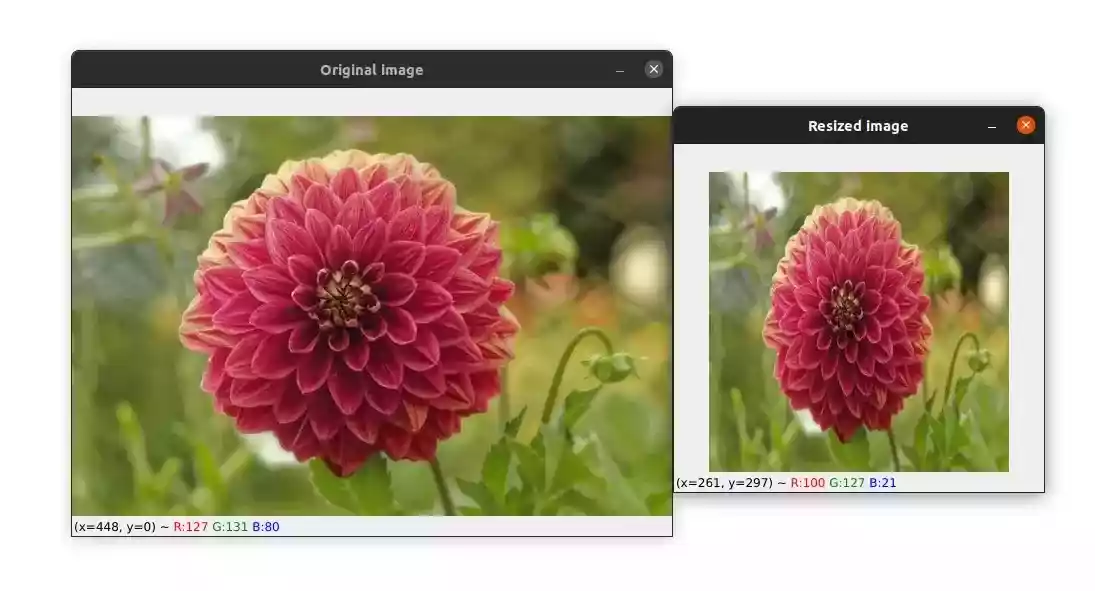 Original image
(x=448, y=0) ~ R:127 G:131 B:80
Resized image
(x=261, y=297) ~ R:100 G:127 B:21